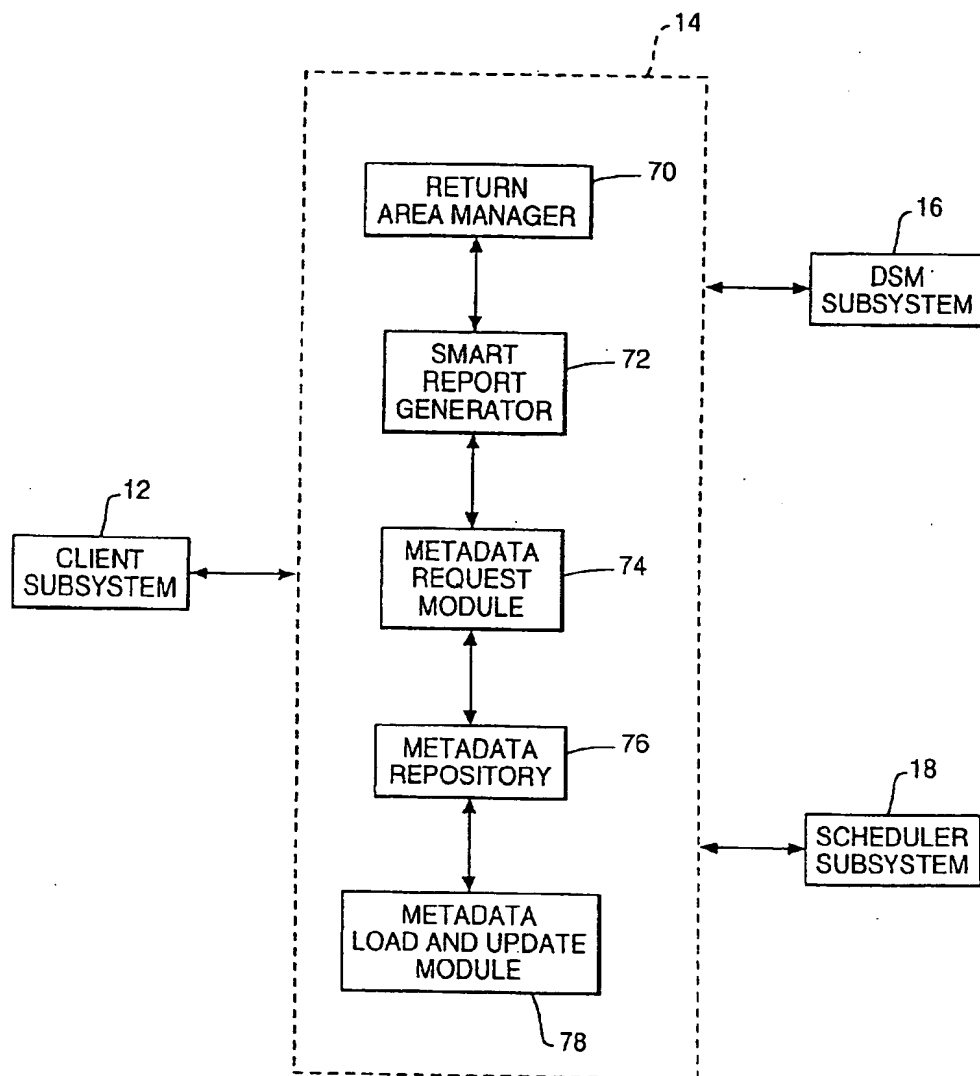 14
RETURN
AREA MANAGER
70
16
DSM
SUBSYSTEM
SMART
REPORT
GENERATOR
72
12
CLIENT
SUBSYSTEM
METADATA
REQUEST
MODULE
74
METADATA
REPOSITORY
76
18
SCHEDULER
SUBSYSTEM
METADATA
LOAD AND UPDATE
MODULE
78